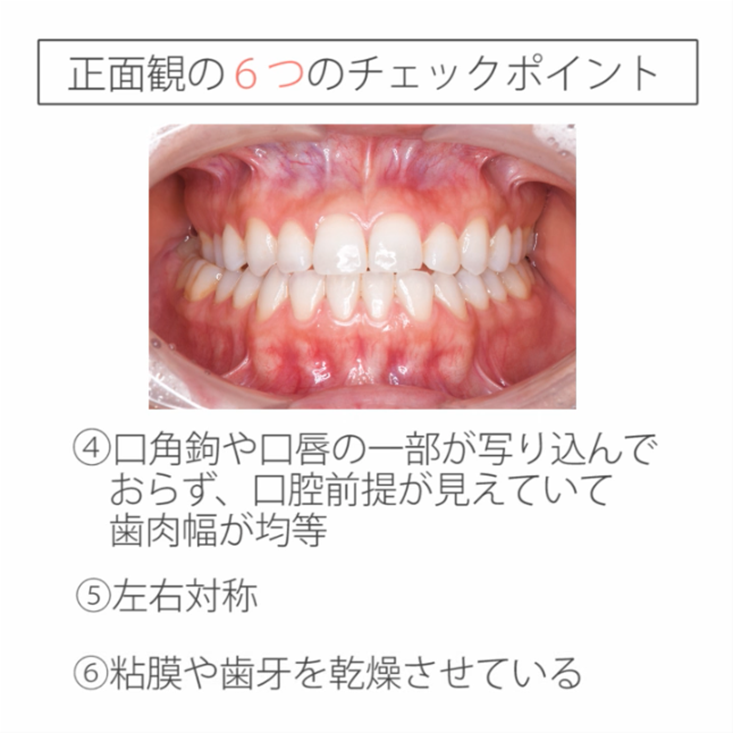 正面観の6つのチェックポイント
④口角鉤や口唇の一部が写り込んで
おらず、口腔前提が見えていて
歯肉幅が均等
⑤左右対称
⑥粘膜や歯牙を乾燥させている